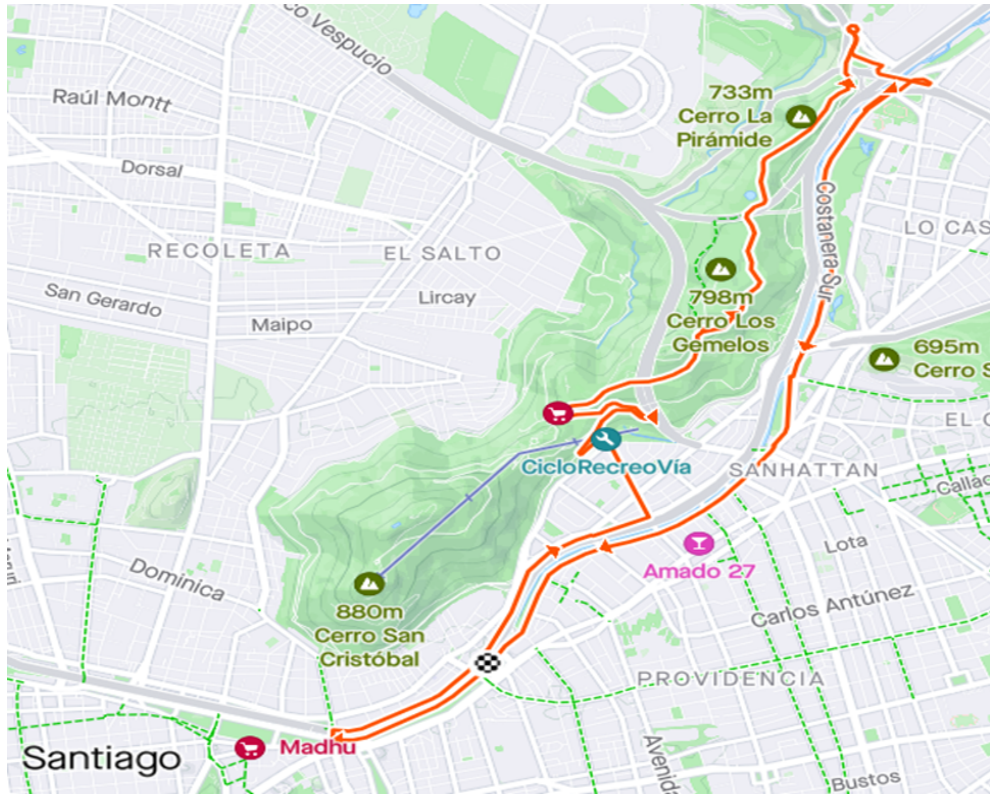 co Vespucio
Raúl Montt
733m
Cerro La
Pirámide
Dorsal
Costanera Sur
LO CAS
RECOLETA
EL SALTO
San Gerardo
Lircay
798m
Cerro Los
Gemelos
Maipo
695m
Cerro S
EL C
CicloRecreoVía
SANHATTAN
Callao
Lota
Amado 27
Dominica
880m
Cerro San
Cristóbal
Carlos Antúnez
PROVIDENCIA
Madhu
Santiago
Avenida
Bustos